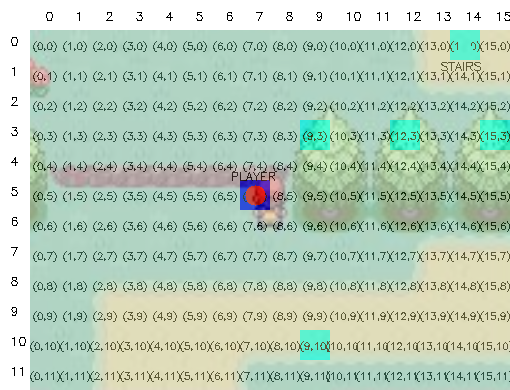 0 1 2 3 4 5 6 7 8 9 10 11 12 13 14 15
0 (0,0) (1,0) (2,0) (3,0) (4,0) (5,0) (6,0) (7,0) (8,0) (9,0) (10,0) (11,0) (12,0) (13,0) (15,0)
STAIRS
1 (0,1) (1,1) (2,1) (3,1) (4,1) (5,1) (6,1) (7,1) (8,1) (9,1) (10,1) (11,1) (12,1) (13,1) (14,1) (15,1)
2 (0,2) (1,2) (2,2) (3,2) (4,2) (5,2) (6,2) (7,2) (8,2) (9,2) (10,2) (11,2) (12,2) (13,2) (14,2) (15,2)
3 (0,3) (1,3) (2,3) (3,3) (4,3) (5,3) (6,3) (7,3) (8,3) (9,3) (10,3) (11,3) (12,3) (13,3) (14,3) (15,3)
4 (0,4) (1,4) (2,4) (3,4) (4,4) (5,4) (6,4) (7,4) (8,4) (9,4) (10,4) (11,4) (12,4) (13,4) (14,4) (15,4)
PLAYER
5 (0,5) (1,5) (2,5) (3,5) (4,5) (5,5) (6,5) (8,5) (9,5) (10,5) (11,5) (12,5) (13,5) (14,5) (15,5)
6 (0,6) (1,6) (2,6) (3,6) (4,6) (5,6) (6,6) (7,6) (8,6) (9,6) (10,6) (11,6) (12,6) (13,6) (14,6) (15,6)
7 (0,7) (1,7) (2,7) (3,7) (4,7) (5,7) (6,7) (7,7) (8,7) (9,7) (10,7) (11,7) (12,7) (13,7) (14,7) (15,7)
8 (0,8) (1,8) (2,8) (3,8) (4,8) (5,8) (6,8) (7,8) (8,8) (9,8) (10,8) (11,8) (12,8) (13,8) (14,8) (15,8)
9 (0,9) (1,9) (2,9) (3,9) (4,9) (5,9) (6,9) (7,9) (8,9) (9,9) (10,9) (11,9) (12,9) (13,9) (14,9) (15,9)
10 (0,10) (1,10) (2,10) (3,10) (4,10) (5,10) (6,10) (7,10) (8,10) (9,10) (10,10) (11,10) (12,10) (13,10) (14,10) (15,10)
11 (0,11) (1,11) (2,11) (3,11) (4,11) (5,11) (6,11) (7,11) (8,11) (9,11) (10,11) (11,11) (12,11) (13,11) (14,11) (15,11)